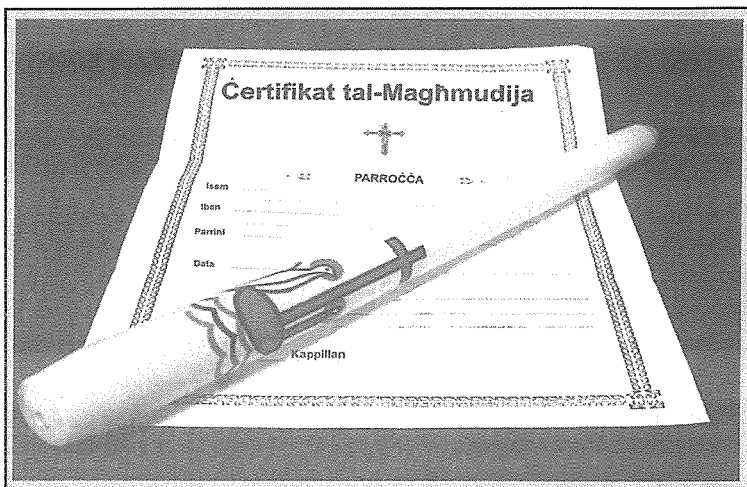 Ċertifikat tal-Magħmudija
PARROĊĊA
Isem
Iben
Parrini
Data
Kappillan